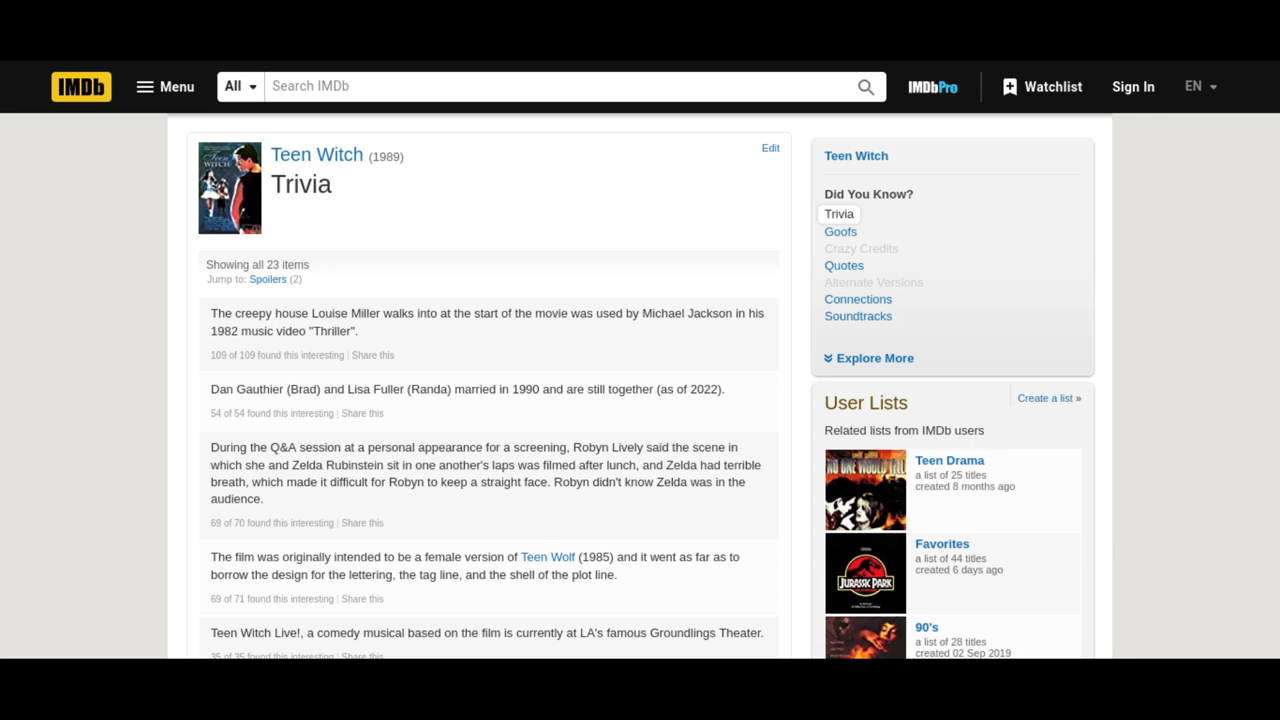 IMDb
Menu
All
Search IMDb
IMDbPro
Watchlist
Sign In
EN
Teen Witch (1989)
Edit
Trivia
Showing all 23 items
Jump to: Spoilers (2)
The creepy house Louise Miller walks into at the start of the movie was used by Michael Jackson in his
1982 music video "Thriller".
109 of 109 found this interesting | Share this
Dan Gauthier (Brad) and Lisa Fuller (Randa) married in 1990 and are still together (as of 2022).
54 of 54 found this interesting | Share this
During the Q&A session at a personal appearance for a screening, Robyn Lively said the scene in
which she and Zelda Rubinstein sit in one another's laps was filmed after lunch, and Zelda had terrible
breath, which made it difficult for Robyn to keep a straight face. Robyn didn't know Zelda was in the
audience.
69 of 70 found this interesting | Share this
The film was originally intended to be a female version of Teen Wolf (1985) and it went as far as to
borrow the design for the lettering, the tag line, and the shell of the plot line.
69 of 71 found this interesting | Share this
Teen Witch Live!, a comedy musical based on the film is currently at LA's famous Groundlings Theater.
35 of 35 found this interesting | Share this
Teen Witch
Did You Know?
Trivia
Goofs
Crazy Credits
Quotes
Alternate Versions
Connections
Soundtracks
Explore More
User Lists
Create a list »
Related lists from IMDb users
NO ONE WOULD TELL
Teen Drama
a list of 25 titles
created 8 months ago
JURASSIC PARK
Favorites
a list of 44 titles
created 6 days ago
90's
a list of 28 titles
created 02 Sep 2019